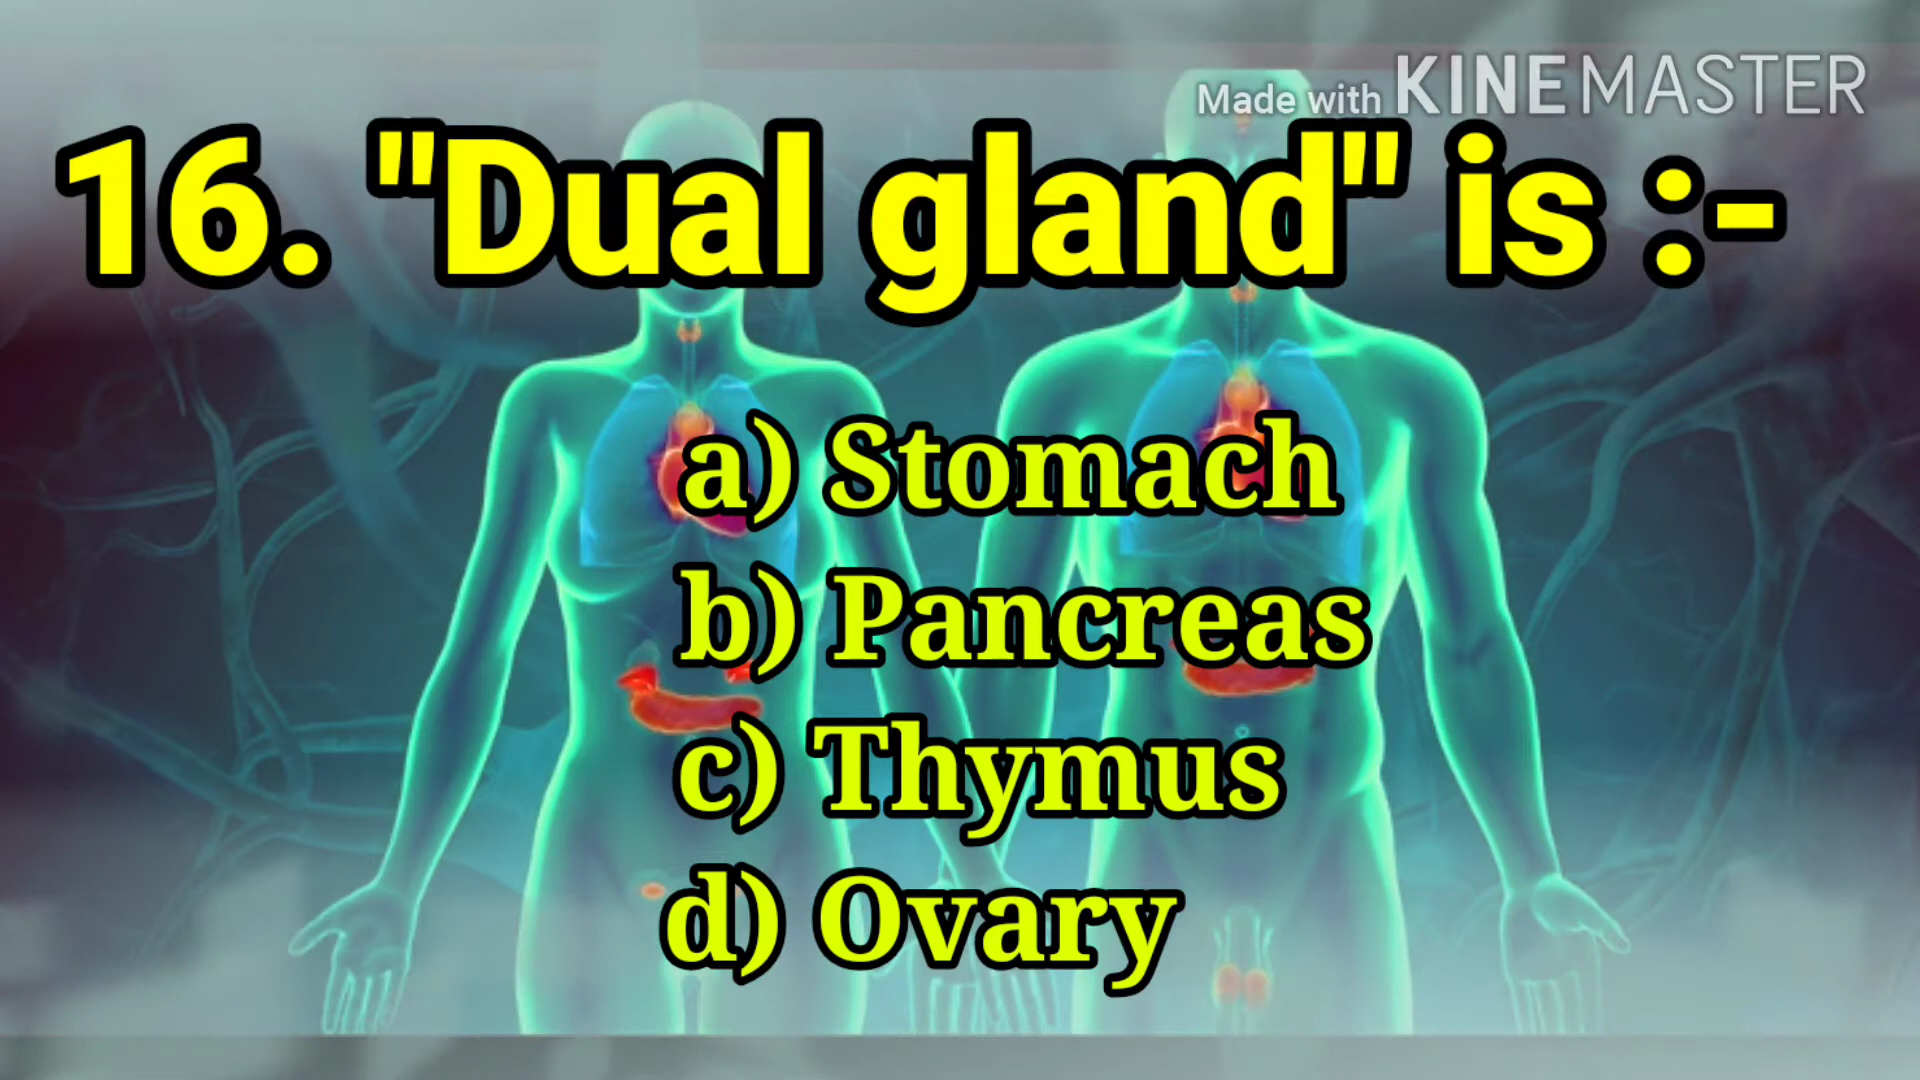 Made with KINEMASTER
16. "Dual gland" is :-
a) Stomach
b) Pancreas
c) Thymus
d) Ovary